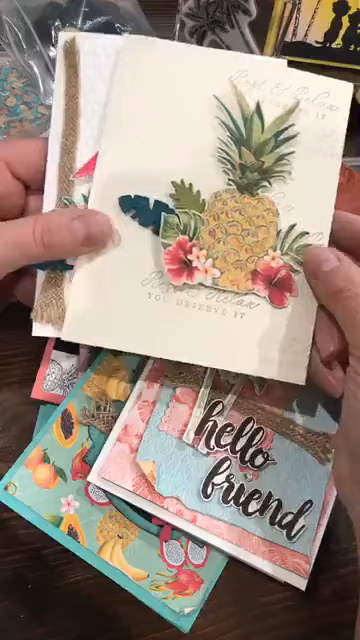 Rest & Relax
YOU DESERVE IT
Rest & Relax
YOU DESERVE IT
hello
friend